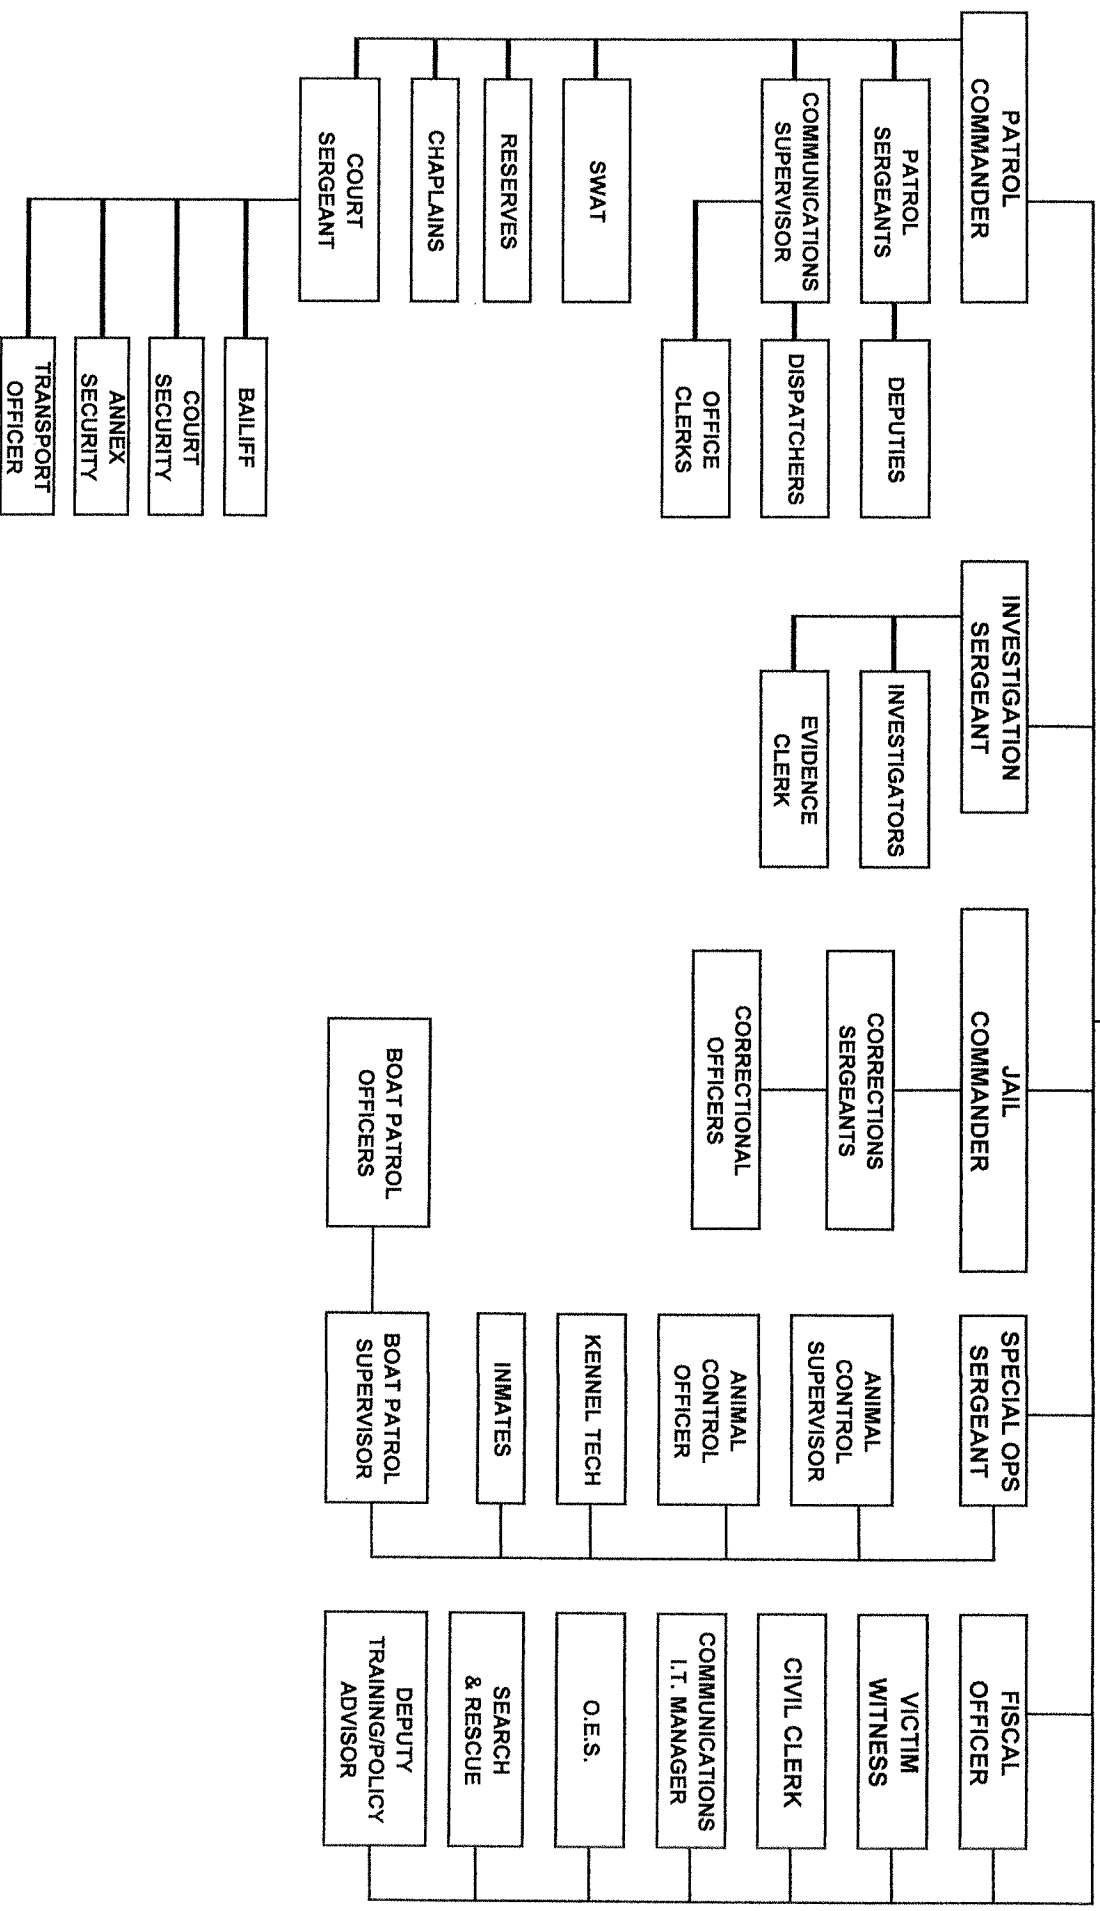 PATROL
COMMANDER
PATROL
SERGEANTS
DEPUTIES
COMMUNICATIONS
SUPERVISOR
DISPATCHERS
OFFICE
CLERKS
SWAT
RESERVES
CHAPLAINS
COURT
SERGEANT
BAILIFF
COURT
SECURITY
ANNEX
SECURITY
TRANSPORT
OFFICER
INVESTIGATION
SERGEANT
INVESTIGATORS
EVIDENCE
CLERK
JAIL
COMMANDER
CORRECTIONS
SERGEANTS
CORRECTIONAL
OFFICERS
SPECIAL OPS
SERGEANT
ANIMAL
CONTROL
SUPERVISOR
ANIMAL
CONTROL
OFFICER
KENNEL TECH
INMATES
BOAT PATROL
SUPERVISOR
BOAT PATROL
OFFICERS
FISCAL
OFFICER
VICTIM
WITNESS
CIVIL CLERK
COMMUNICATIONS
I.T. MANAGER
O.E.S.
SEARCH
& RESCUE
DEPUTY
TRAINING/POLICY
ADVISOR